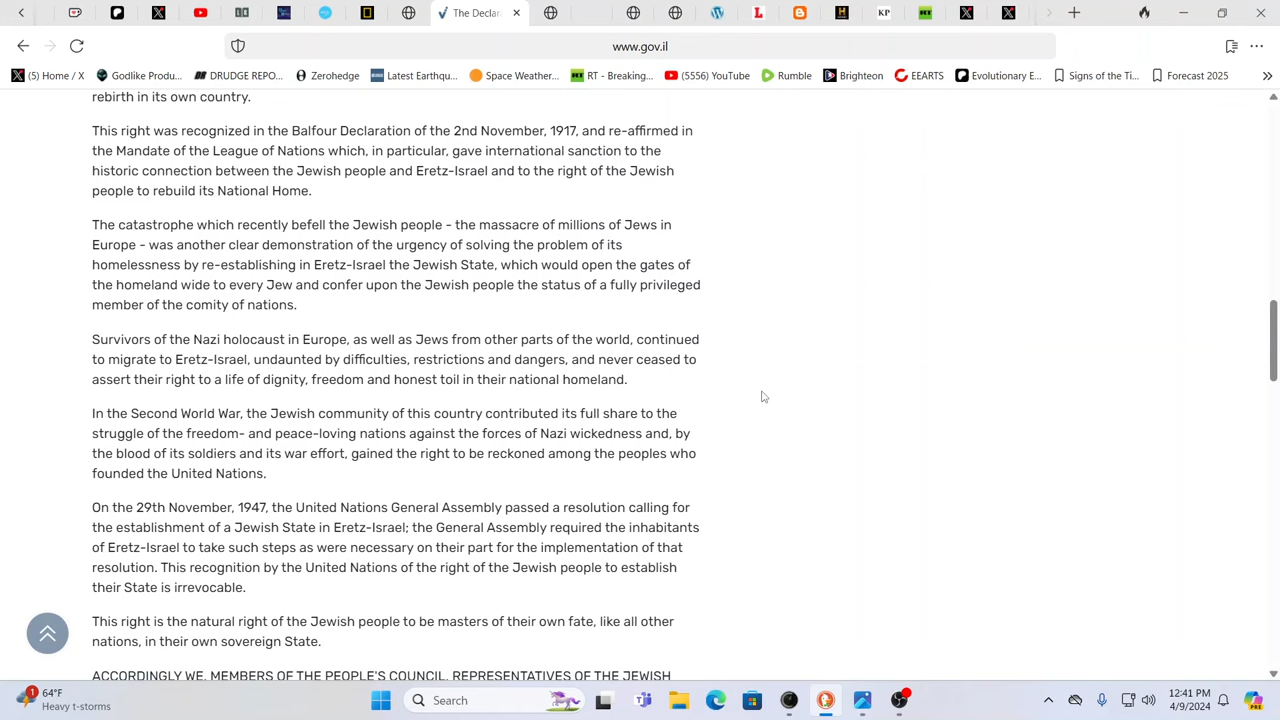 The Declar
www.gov.il
(5) Home / X
Godlike Produ...
DRUDGE REPO...
Zerohedge
Latest Earthqu...
Space Weather...
RT - Breaking...
(5556) YouTube
Rumble
Brighteon
EEARTS
Evolutionary E...
Signs of the Ti...
Forecast 2025
rebirth in its own country.
This right was recognized in the Balfour Declaration of the 2nd November, 1917, and re-affirmed in
the Mandate of the League of Nations which, in particular, gave international sanction to the
historic connection between the Jewish people and Eretz-Israel and to the right of the Jewish
people to rebuild its National Home.
The catastrophe which recently befell the Jewish people - the massacre of millions of Jews in
Europe - was another clear demonstration of the urgency of solving the problem of its
homelessness by re-establishing in Eretz-Israel the Jewish State, which would open the gates of
the homeland wide to every Jew and confer upon the Jewish people the status of a fully privileged
member of the comity of nations.
Survivors of the Nazi holocaust in Europe, as well as Jews from other parts of the world, continued
to migrate to Eretz-Israel, undaunted by difficulties, restrictions and dangers, and never ceased to
assert their right to a life of dignity, freedom and honest toil in their national homeland.
In the Second World War, the Jewish community of this country contributed its full share to the
struggle of the freedom- and peace-loving nations against the forces of Nazi wickedness and, by
the blood of its soldiers and its war effort, gained the right to be reckoned among the peoples who
founded the United Nations.
On the 29th November, 1947, the United Nations General Assembly passed a resolution calling for
the establishment of a Jewish State in Eretz-Israel; the General Assembly required the inhabitants
of Eretz-Israel to take such steps as were necessary on their part for the implementation of that
resolution. This recognition by the United Nations of the right of the Jewish people to establish
their State is irrevocable.
This right is the natural right of the Jewish people to be masters of their own fate, like all other
nations, in their own sovereign State.
ACCORDINGLY WE, MEMBERS OF THE PEOPLE'S COUNCIL, REPRESENTATIVES OF THE JEWISH
1
64°F
Heavy t-storms
Search
12:41 PM
4/9/2024